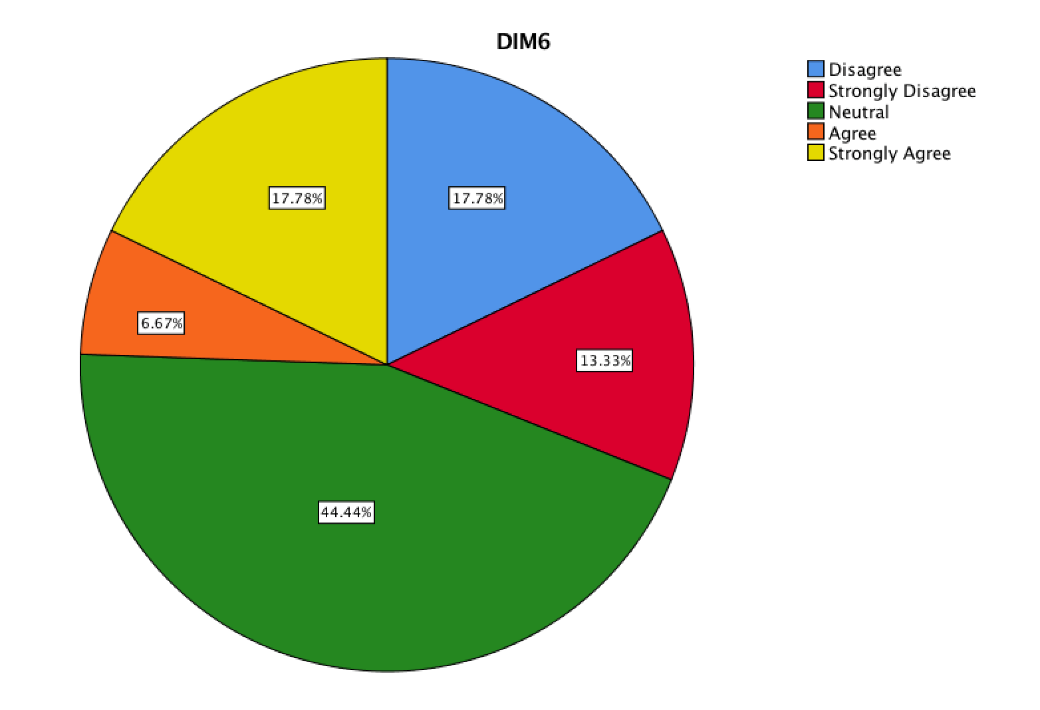 DIM6
Disagree
Strongly Disagree
Neutral
Agree
Strongly Agree
17.78%
17.78%
6.67%
13.33%
44.44%